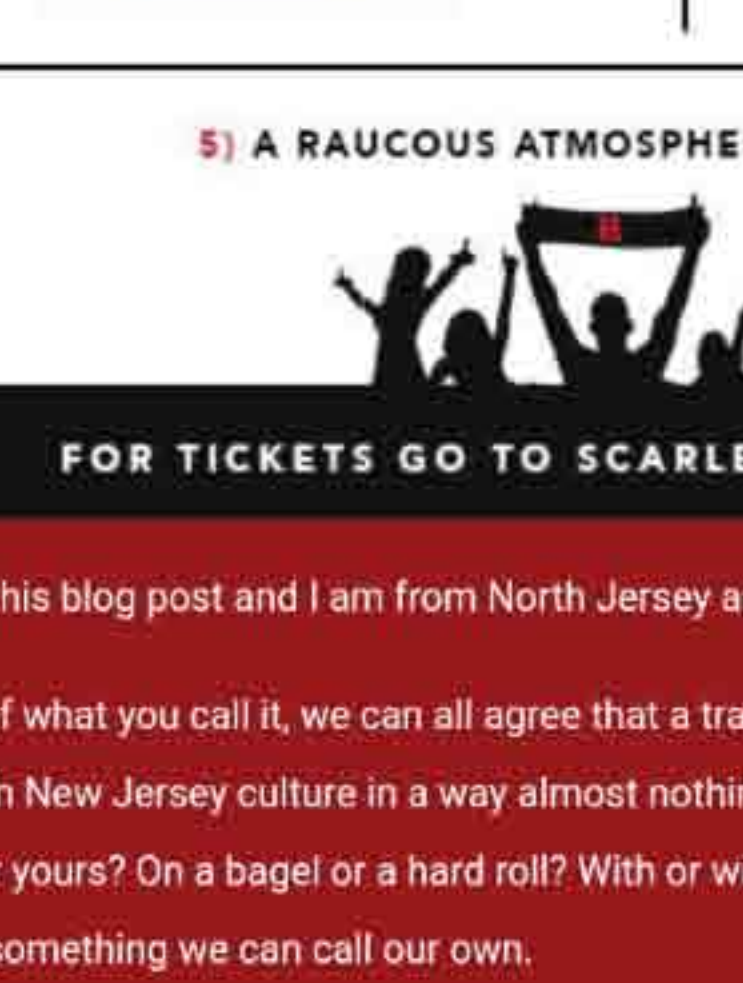 5) A RAUCOUS ATMOSPHE
FOR TICKETS GO TO SCARLE
his blog post and I am from North Jersey a
f what you call it, we can all agree that a tra
n New Jersey culture in a way almost nothin
yours? On a bagel or a hard roll? With or wi
something we can call our own.